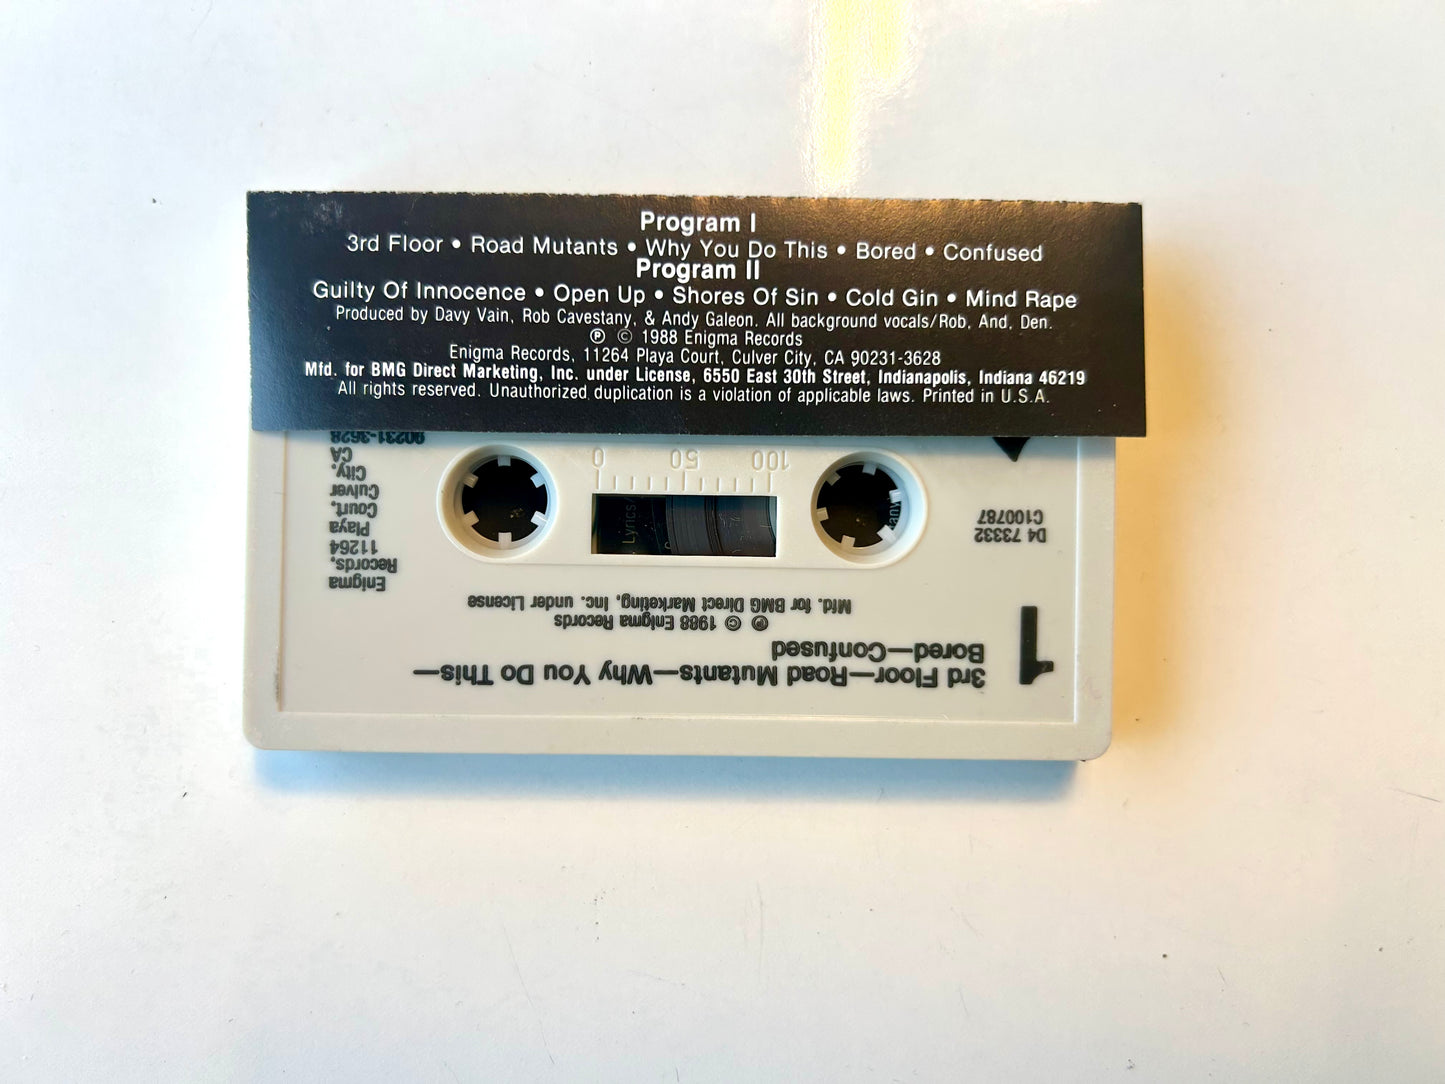 Program I
3rd Floor • Road Mutants • Why You Do This • Bored • Confused
Program II
Guilty Of Innocence • Open Up • Shores Of Sin • Cold Gin • Mind Rape
Produced by Davy Vain, Rob Cavestany, & Andy Galeon. All background vocals/Rob, And, Den.
℗ © 1988 Enigma Records
Enigma Records, 11264 Playa Court, Culver City, CA 90231-3628
Mfd. for BMG Direct Marketing, Inc. under License, 6550 East 30th Street, Indianapolis, Indiana 46219
All rights reserved. Unauthorized duplication is a violation of applicable laws. Printed in U.S.A.
1
3rd Floor—Road Mutants—Why You Do This—
Bored—Confused
℗ © 1988 Enigma Records
Mfd. for BMG Direct Marketing, Inc. under License
Enigma
Records,
11264
Playa
Court,
Culver
City,
CA
90231-3628
D4 73332
C100787
100 50 0
Lyrics